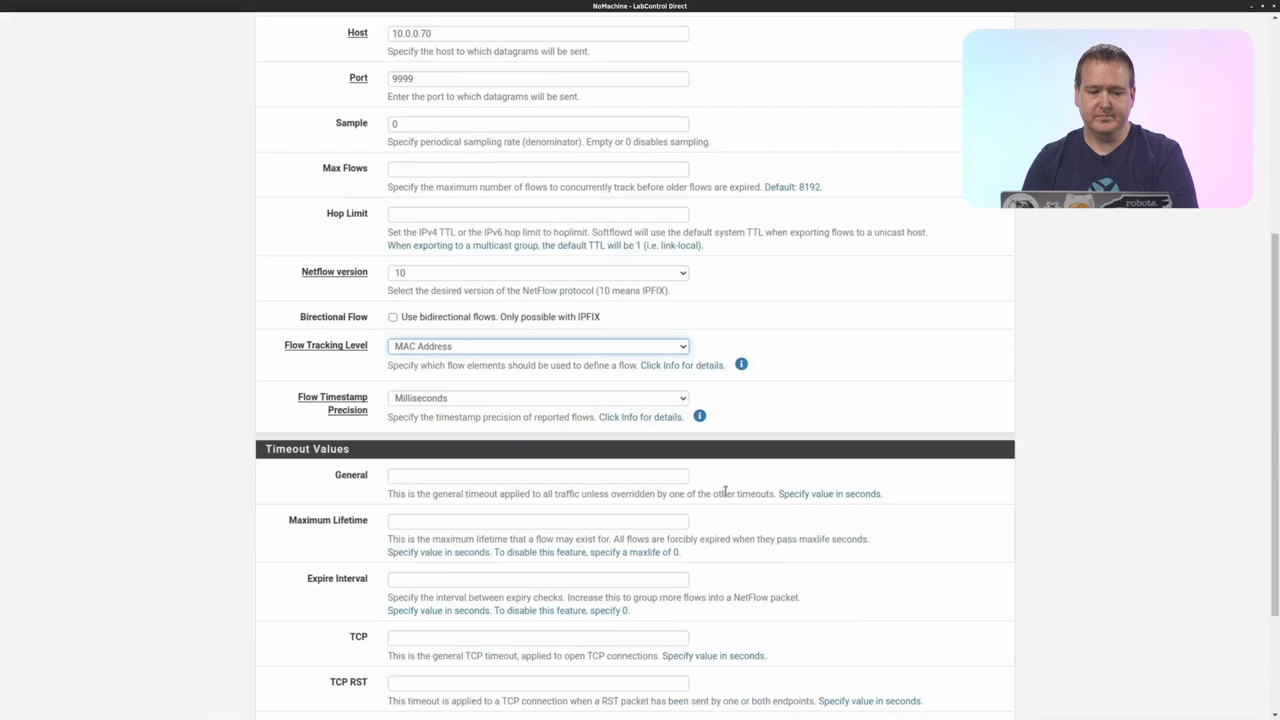 NoMachine - LabControl Direct
Host
10.0.0.70
Specify the host to which datagrams will be sent.
Port
9999
Enter the port to which datagrams will be sent.
Sample
0
Specify periodical sampling rate (denominator). Empty or 0 disables sampling.
Max Flows
Specify the maximum number of flows to concurrently track before older flows are expired. Default: 8192.
Hop Limit
Set the IPv4 TTL or the IPv6 hop limit to hoplimit. Softflowd will use the default system TTL when exporting flows to a unicast host.
When exporting to a multicast group, the default TTL will be 1 (i.e. link-local).
Netflow version
10
Select the desired version of the NetFlow protocol (10 means IPFIX).
Birectional Flow
Use bidirectional flows. Only possible with IPFIX
Flow Tracking Level
MAC Address
Specify which flow elements should be used to define a flow. Click Info for details.
Flow Timestamp
Precision
Milliseconds
Specify the timestamp precision of reported flows. Click Info for details.
Timeout Values
General
This is the general timeout applied to all traffic unless overridden by one of the other timeouts. Specify value in seconds.
Maximum Lifetime
This is the maximum lifetime that a flow may exist for. All flows are forcibly expired when they pass maxlife seconds.
Specify value in seconds. To disable this feature, specify a maxlife of 0.
Expire Interval
Specify the interval between expiry checks. Increase this to group more flows into a NetFlow packet.
Specify value in seconds. To disable this feature, specify 0.
TCP
This is the general TCP timeout, applied to open TCP connections. Specify value in seconds.
TCP RST
This timeout is applied to a TCP connection when a RST packet has been sent by one or both endpoints. Specify value in seconds.
robots.